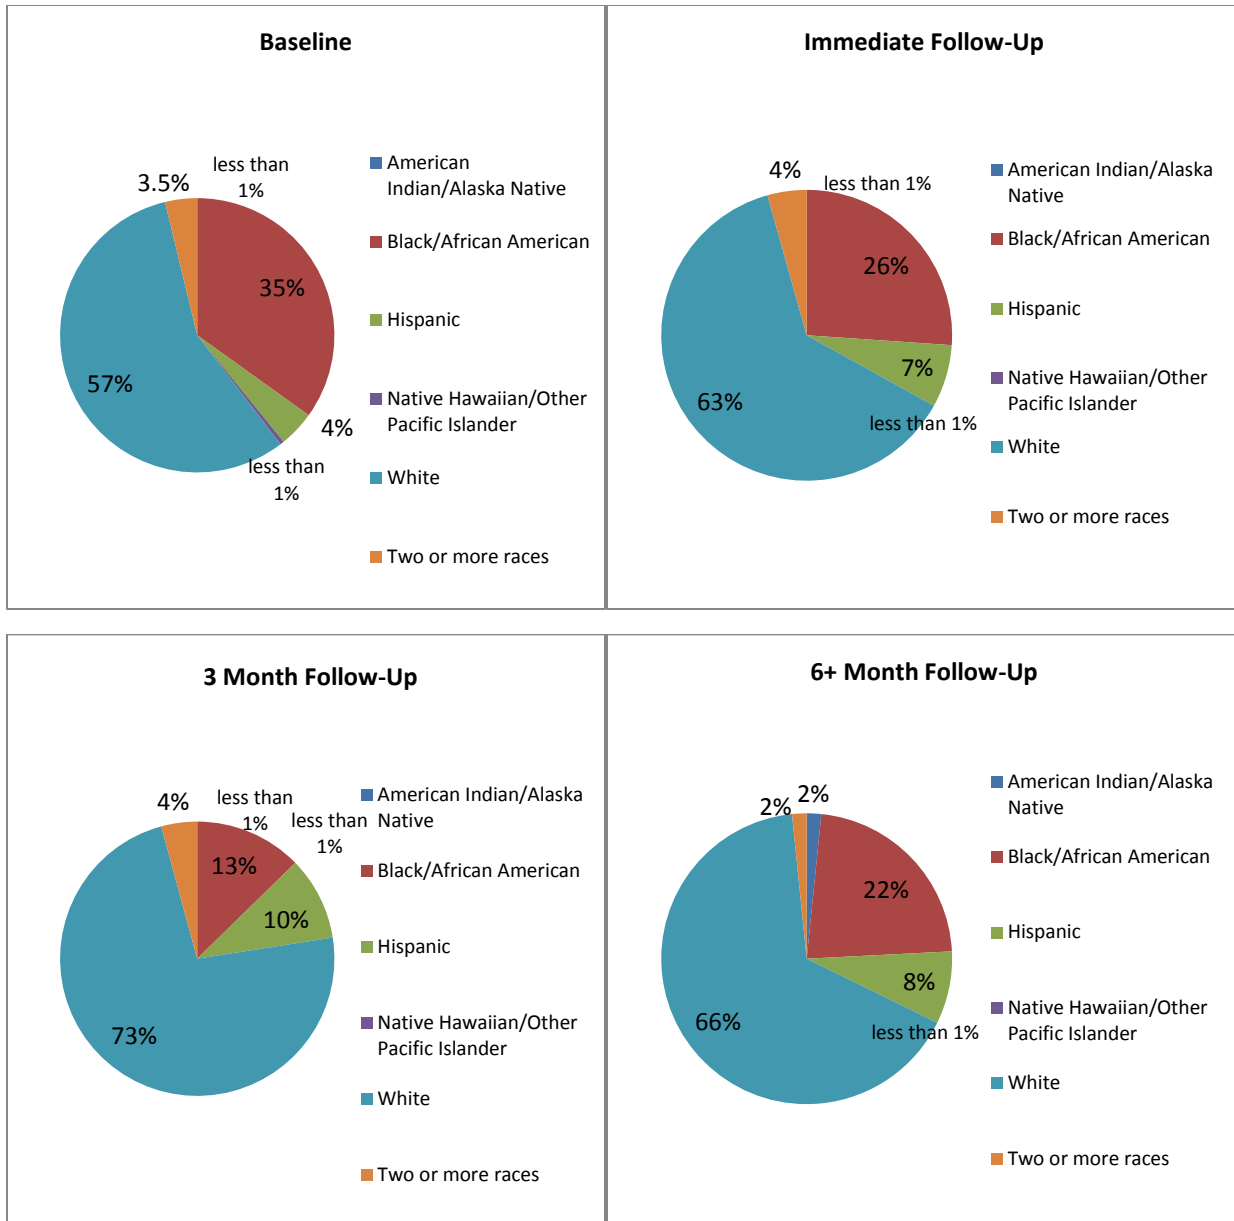 Baseline
less than
1%
3.5%
35%
57%
4%
less than
1%
American
Indian/Alaska Native
Black/African American
Hispanic
Native Hawaiian/Other
Pacific Islander
White
Two or more races
Immediate Follow-Up
4%
less than 1%
26%
7%
63%
less than 1%
American Indian/Alaska
Native
Black/African American
Hispanic
Native Hawaiian/Other
Pacific Islander
White
Two or more races
3 Month Follow-Up
4%
less than
1%
less than
1%
13%
10%
73%
American Indian/Alaska
Native
Black/African American
Hispanic
Native Hawaiian/Other
Pacific Islander
White
Two or more races
6+ Month Follow-Up
2%
2%
22%
8%
66%
less than 1%
American Indian/Alaska
Native
Black/African American
Hispanic
Native Hawaiian/Other
Pacific Islander
White
Two or more races